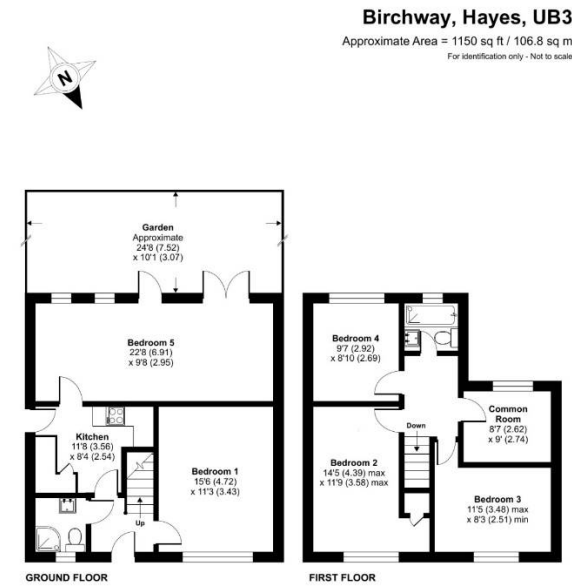 Birchway, Hayes, UB3
Approximate Area = 1150 sq ft / 106.8 sq m
For identification only - Not to scale
N
Garden
Approximate
24'8 (7.52)
x 10'1 (3.07)
Bedroom 5
22'8 (6.91)
x 9'8 (2.95)
Kitchen
11'8 (3.56)
x 8'4 (2.54)
Bedroom 1
15'6 (4.72)
x 11'3 (3.43)
Up
GROUND FLOOR
Bedroom 4
9'7 (2.92)
x 8'10 (2.69)
Common
Room
8'7 (2.62)
x 9' (2.74)
Down
Bedroom 2
14'5 (4.39) max
x 11'9 (3.58) max
Bedroom 3
11'5 (3.48) max
x 8'3 (2.51) min
FIRST FLOOR